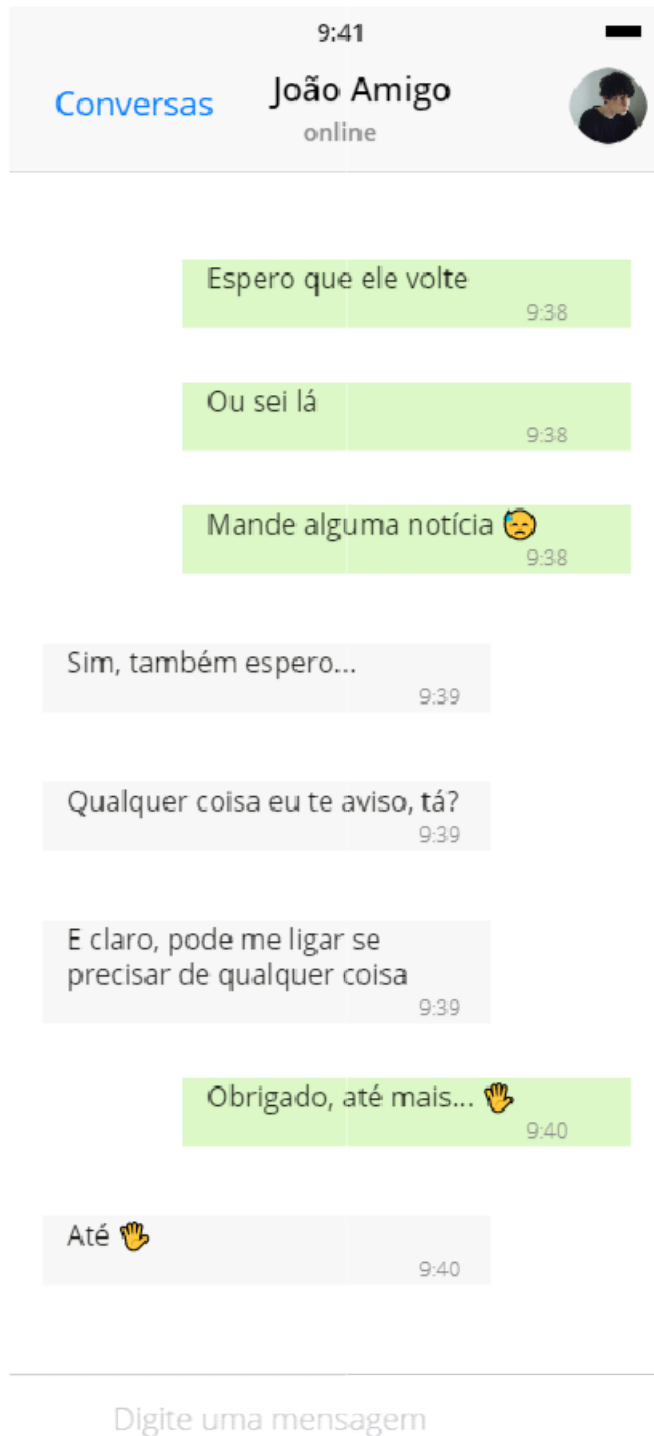 9:41
Conversas
João Amigo
online
Espero que ele volte
9:38
Ou sei lá
9:38
Mande alguma notícia 😓
9:38
Sim, também espero...
9:39
Qualquer coisa eu te aviso, tá?
9:39
E claro, pode me ligar se
precisar de qualquer coisa
9:39
Obrigado, até mais... 👋
9:40
Até 👋
9:40
Digite uma mensagem